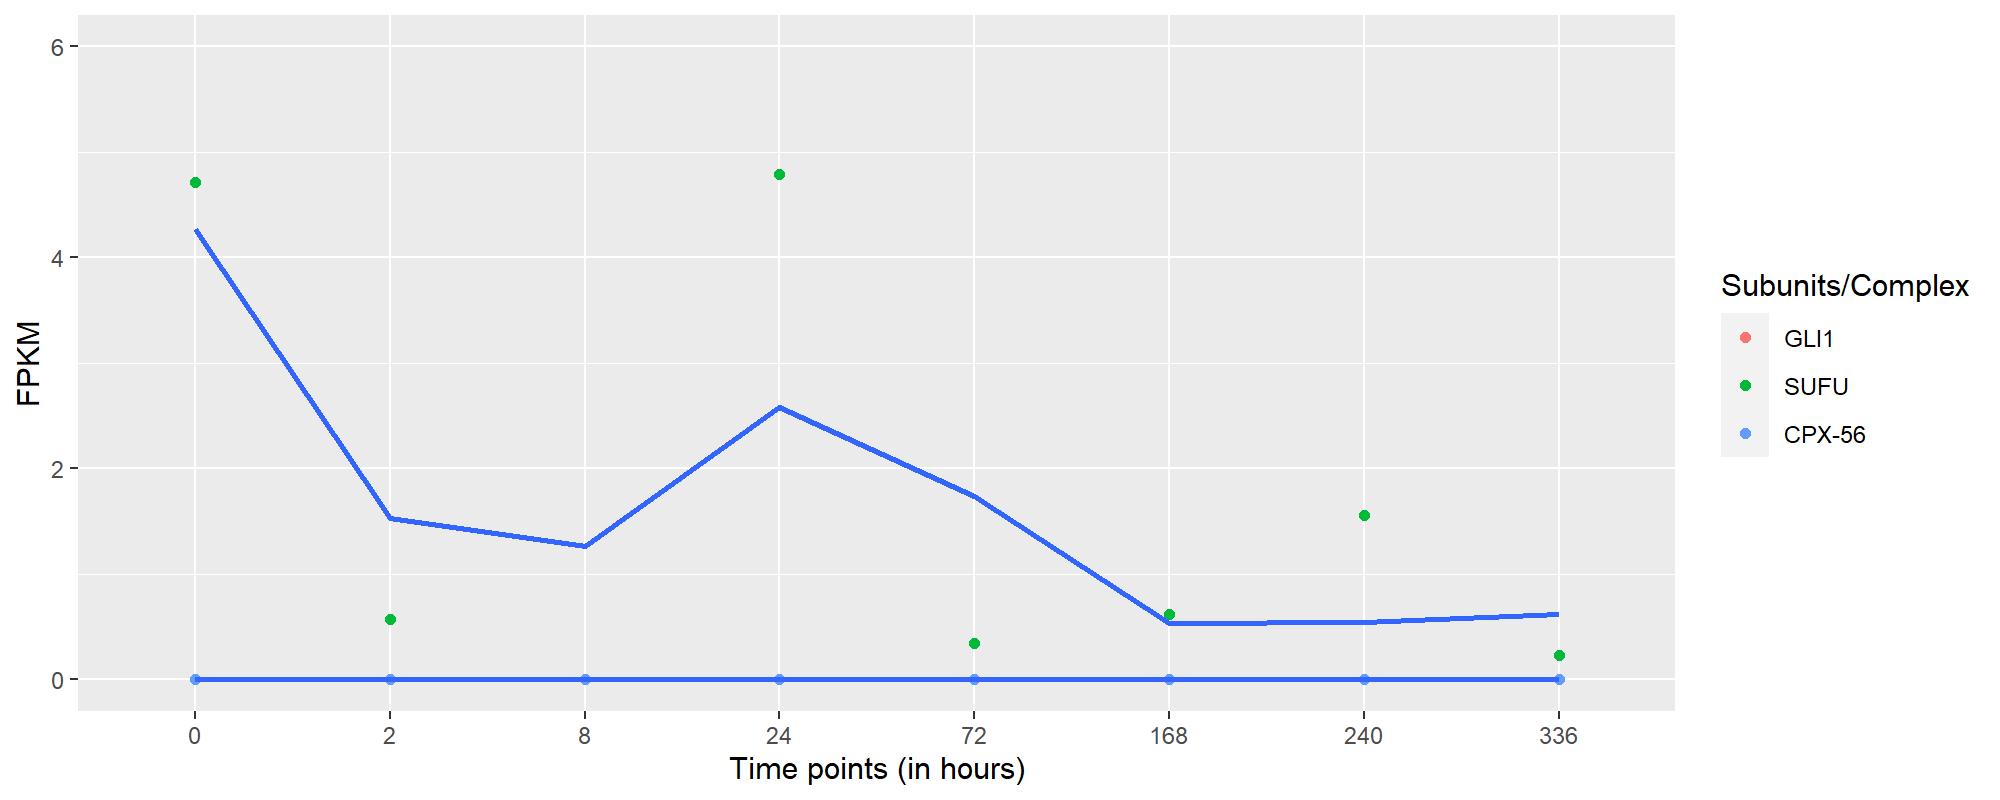 6
4
2
0
FPKM
0 2 8 24 72 168 240 336
Time points (in hours)
Subunits/Complex
GLI1
SUFU
CPX-56